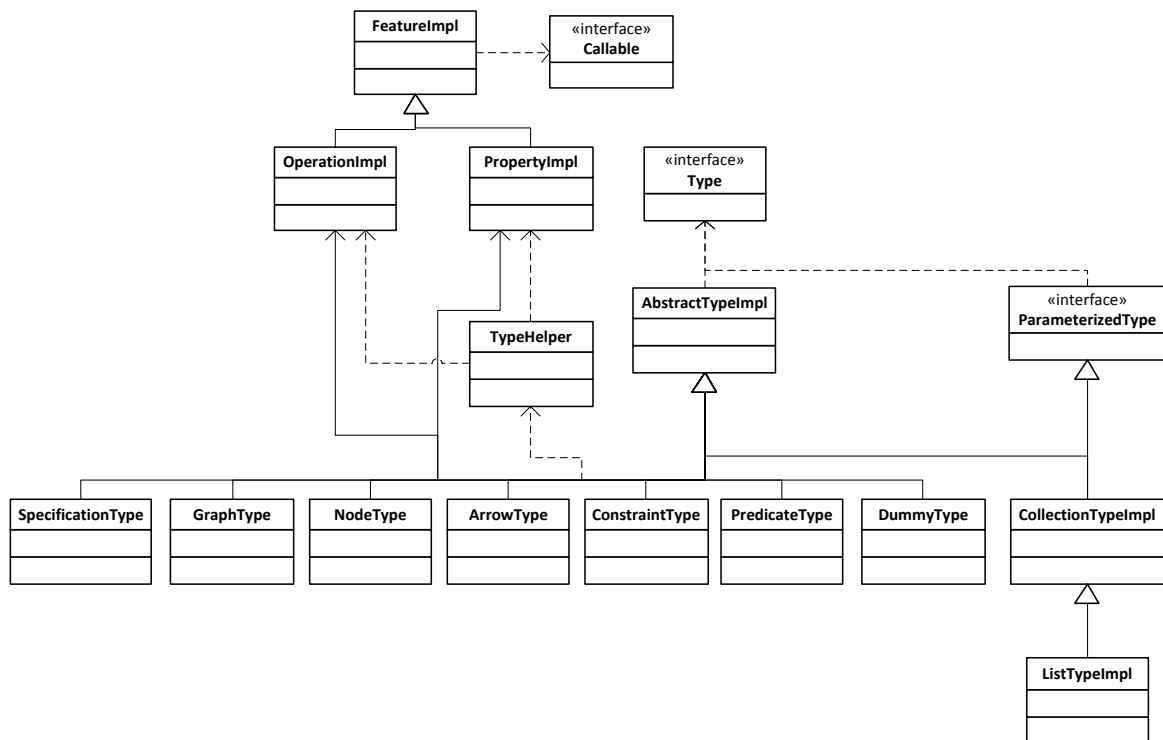 FeatureImpl
«interface»
Callable
OperationImpl
PropertyImpl
«interface»
Type
AbstractTypeImpl
«interface»
ParameterizedType
TypeHelper
SpecificationType
GraphType
NodeType
ArrowType
ConstraintType
PredicateType
DummyType
CollectionTypeImpl
ListTypeImpl